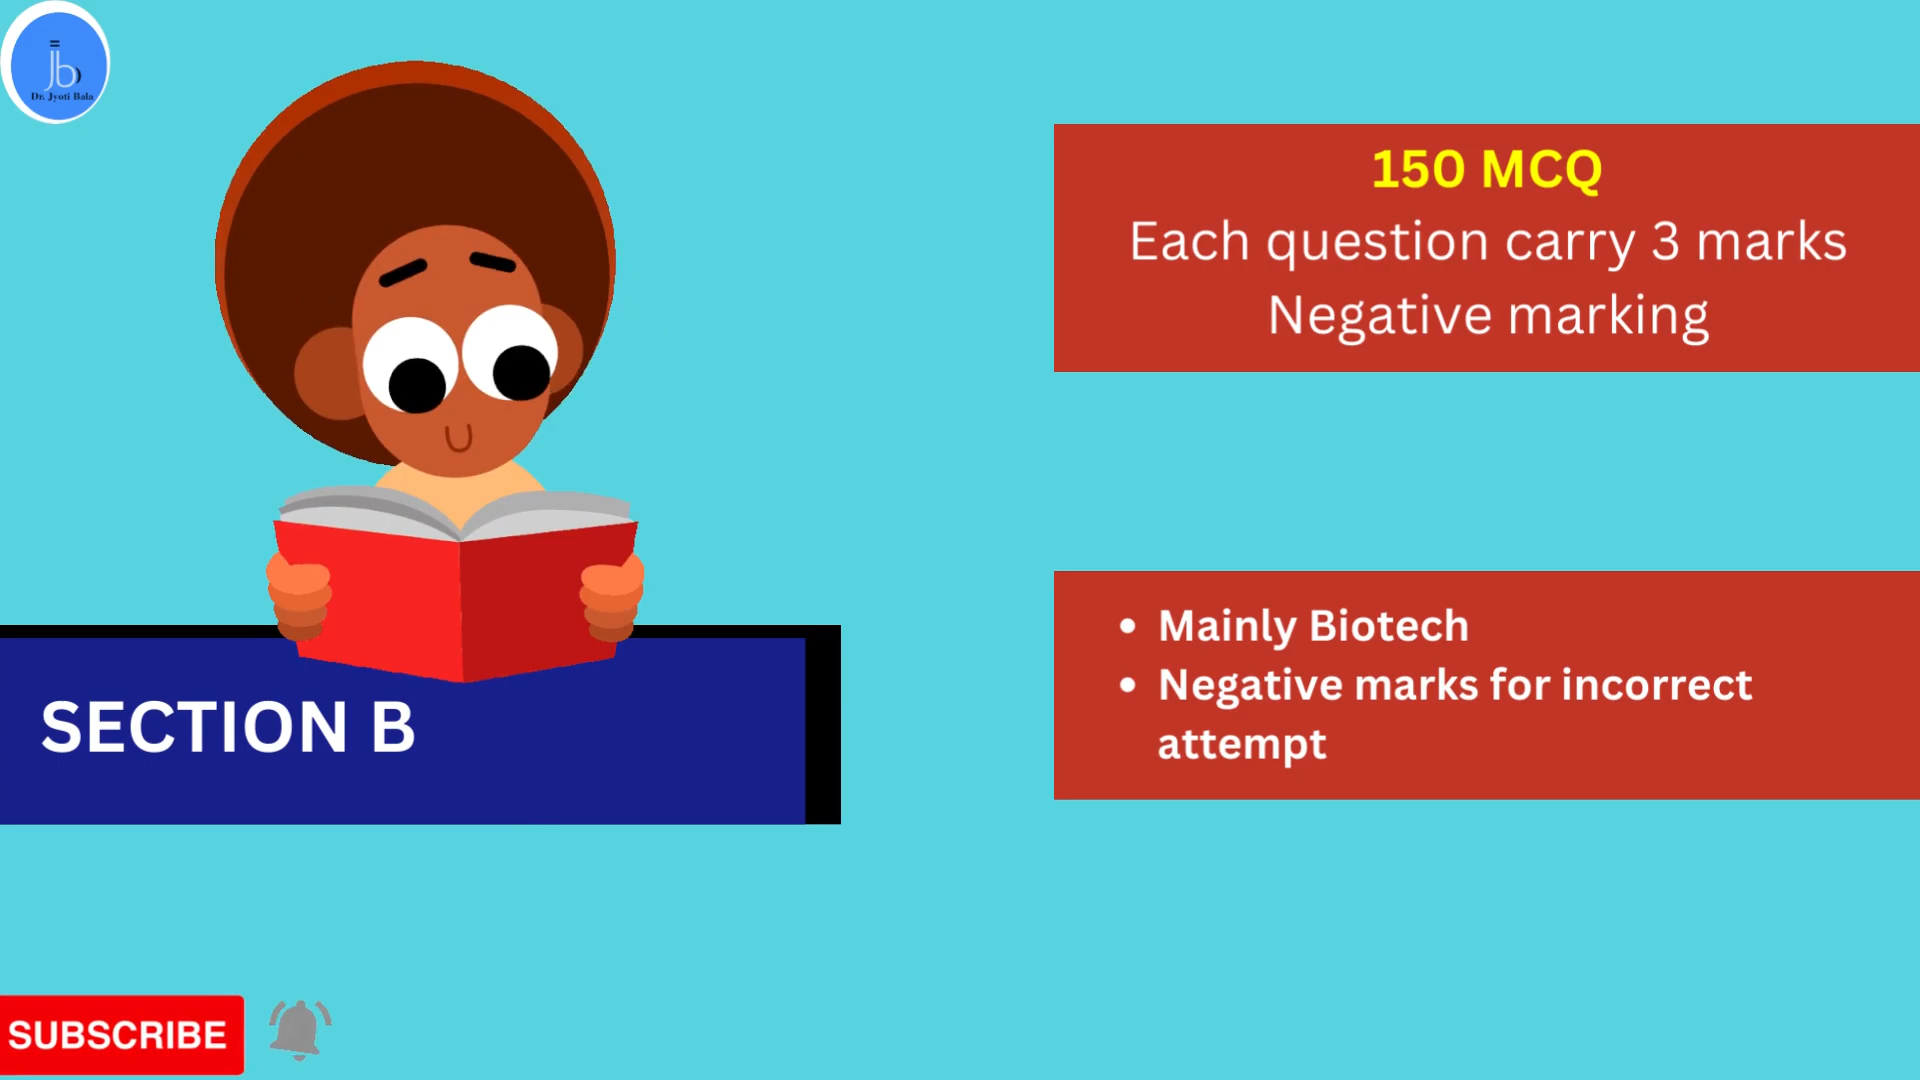 Dr. Jyoti Bala
150 MCQ
Each question carry 3 marks
Negative marking
• Mainly Biotech
• Negative marks for incorrect
attempt
SECTION B
SUBSCRIBE